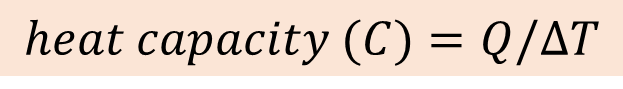 heat capacity (C) = Q/ΔT